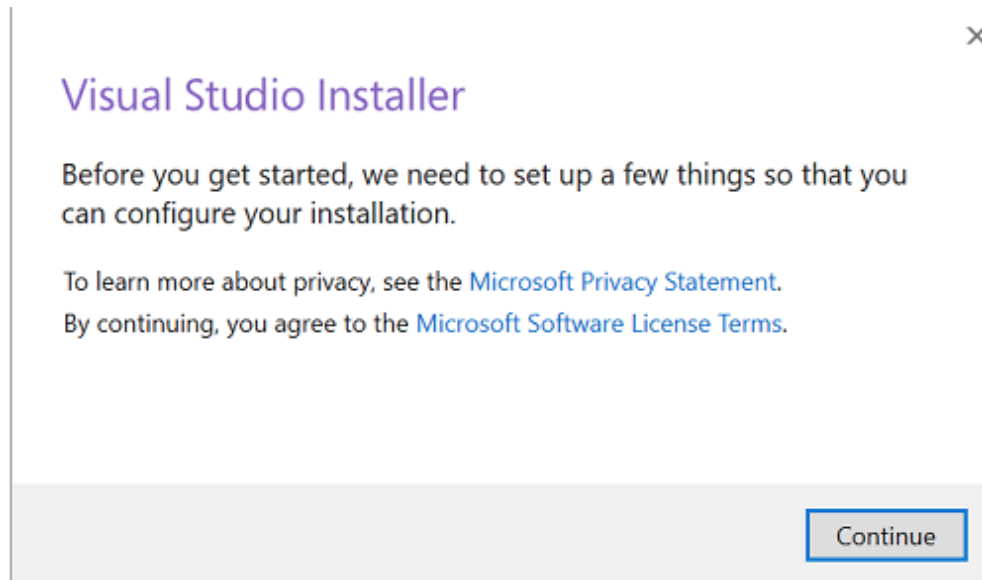 Visual Studio Installer
Before you get started, we need to set up a few things so that you
can configure your installation.
To learn more about privacy, see the Microsoft Privacy Statement.
By continuing, you agree to the Microsoft Software License Terms.
Continue